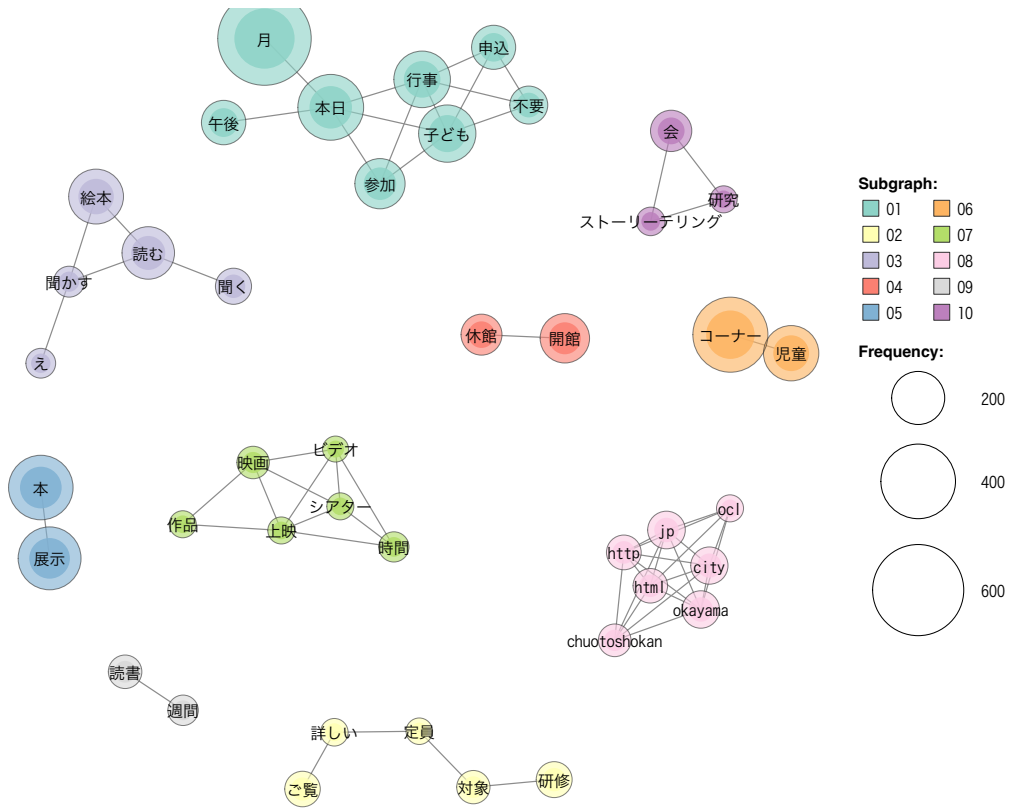 月
申込
行事
本日
不要
午後
子ども
会
参加
絵本
研究
ストーリーテリング
読む
聞かす
聞く
え
休館
開館
コーナー
児童
Subgraph:
01 06
02 07
03 08
04 09
05 10
Frequency:
200
400
600
ビデオ
映画
本
シアター
作品
上映
時間
展示
ocl
jp
http
city
html
okayama
chuotoshokan
読書
週間
詳しい
定員
ご覧
対象
研修